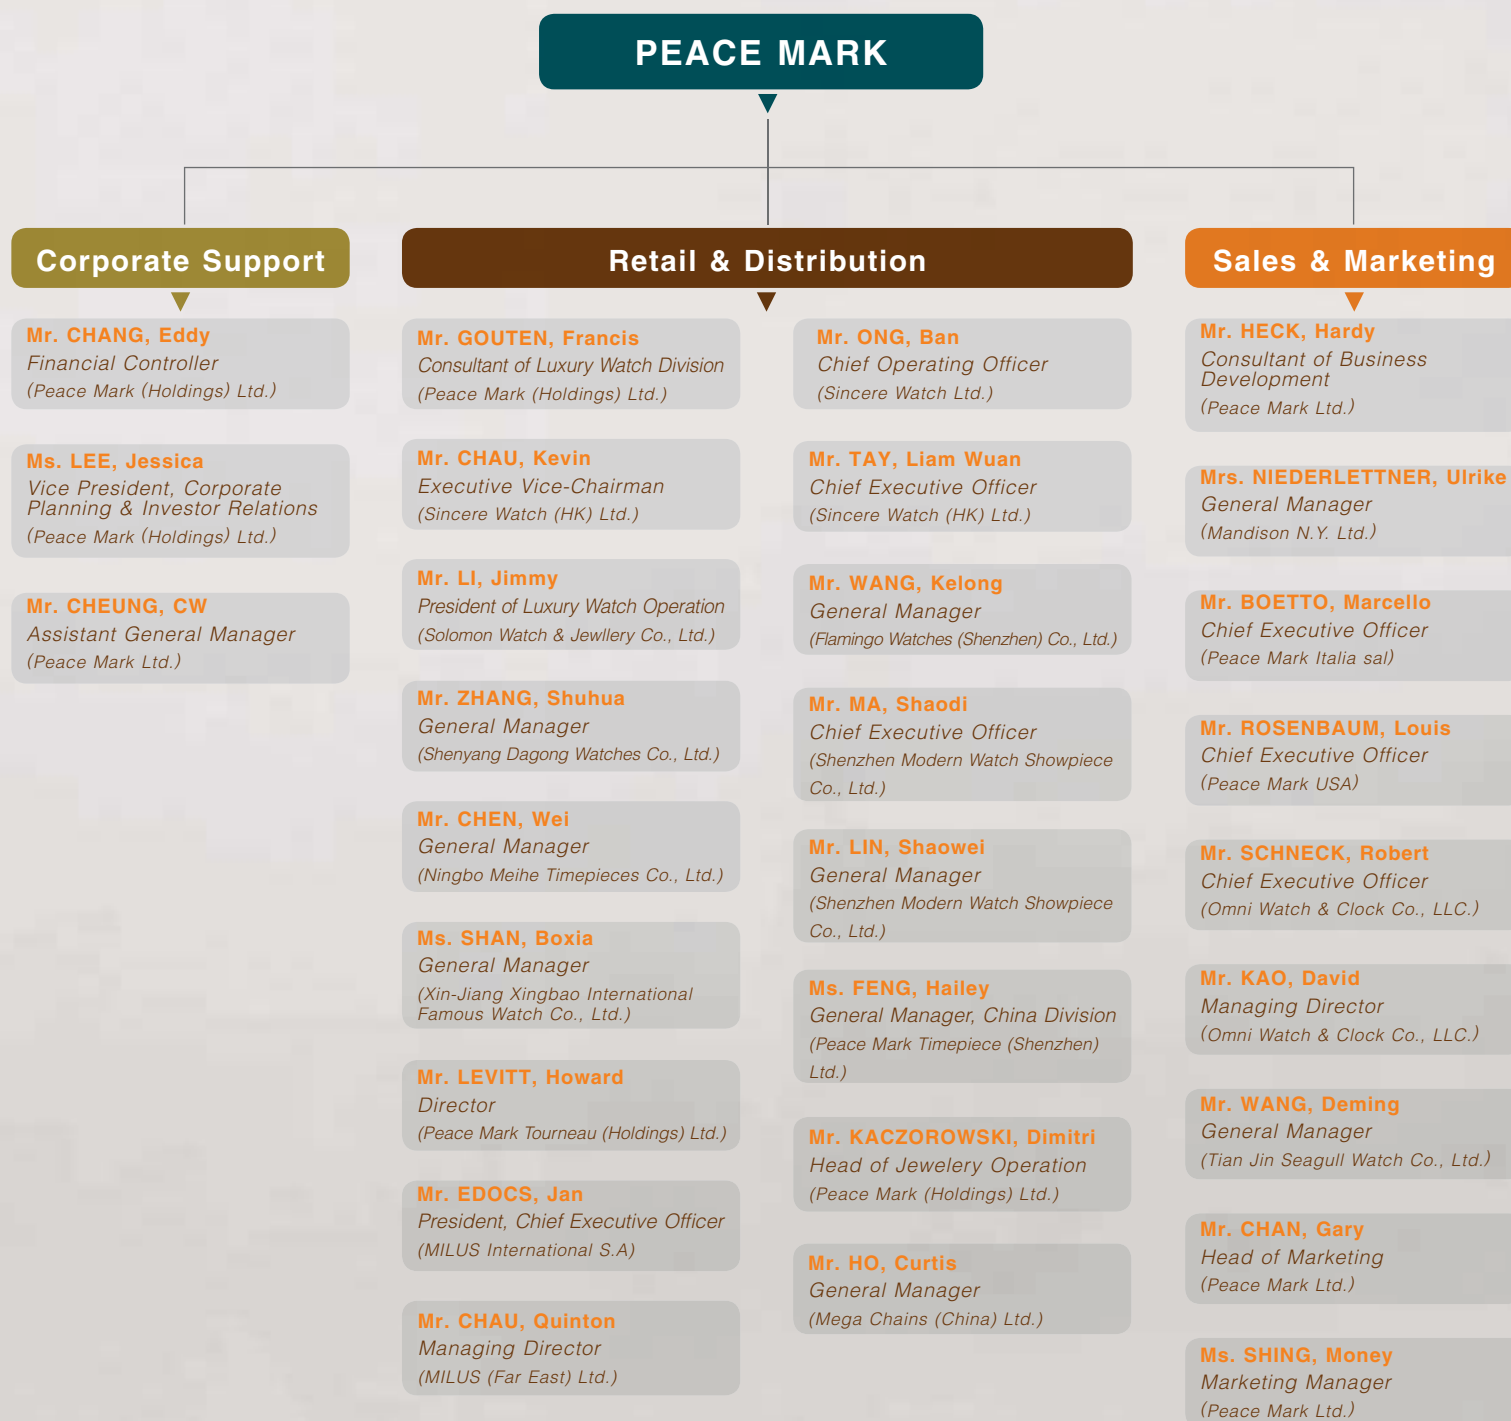 PEACE MARK
Corporate Support
Mr. CHANG, Eddy
Financial Controller
(Peace Mark (Holdings) Ltd.)
Ms. LEE, Jessica
Vice President, Corporate
Planning & Investor Relations
(Peace Mark (Holdings) Ltd.)
Mr. CHEUNG, CW
Assistant General Manager
(Peace Mark Ltd.)
Retail & Distribution
Mr. GOUTEN, Francis
Consultant of Luxury Watch Division
(Peace Mark (Holdings) Ltd.)
Mr. CHAU, Kevin
Executive Vice-Chairman
(Sincere Watch (HK) Ltd.)
Mr. LI, Jimmy
President of Luxury Watch Operation
(Solomon Watch & Jewllery Co., Ltd.)
Mr. ZHANG, Shuhua
General Manager
(Shenyang Dagong Watches Co., Ltd.)
Mr. CHEN, Wei
General Manager
(Ningbo Meihe Timepieces Co., Ltd.)
Ms. SHAN, Boxia
General Manager
(Xin-Jiang Xingbao International
Famous Watch Co., Ltd.)
Mr. LEVITT, Howard
Director
(Peace Mark Tourneau (Holdings) Ltd.)
Mr. EDOCS, Jan
President, Chief Executive Officer
(MILUS International S.A)
Mr. CHAU, Quinton
Managing Director
(MILUS (Far East) Ltd.)
Mr. ONG, Ban
Chief Operating Officer
(Sincere Watch Ltd.)
Mr. TAY, Liam Wuan
Chief Executive Officer
(Sincere Watch (HK) Ltd.)
Mr. WANG, Kelong
General Manager
(Flamingo Watches (Shenzhen) Co., Ltd.)
Mr. MA, Shaodi
Chief Executive Officer
(Shenzhen Modern Watch Showpiece
Co., Ltd.)
Mr. LIN, Shaowei
General Manager
(Shenzhen Modern Watch Showpiece
Co., Ltd.)
Ms. FENG, Hailey
General Manager, China Division
(Peace Mark Timepiece (Shenzhen)
Ltd.)
Mr. KACZOROWSKI, Dimitri
Head of Jewelery Operation
(Peace Mark (Holdings) Ltd.)
Mr. HO, Curtis
General Manager
(Mega Chains (China) Ltd.)
Sales & Marketing
Mr. HECK, Hardy
Consultant of Business
Development
(Peace Mark Ltd.)
Mrs. NIEDERLETTNER, Ulrike
General Manager
(Mandison N.Y. Ltd.)
Mr. BOETTO, Marcello
Chief Executive Officer
(Peace Mark Italia sal)
Mr. ROSENBAUM, Louis
Chief Executive Officer
(Peace Mark USA)
Mr. SCHNECK, Robert
Chief Executive Officer
(Omni Watch & Clock Co., LLC.)
Mr. KAO, David
Managing Director
(Omni Watch & Clock Co., LLC.)
Mr. WANG, Deming
General Manager
(Tian Jin Seagull Watch Co., Ltd.)
Mr. CHAN, Gary
Head of Marketing
(Peace Mark Ltd.)
Ms. SHING, Money
Marketing Manager
(Peace Mark Ltd.)